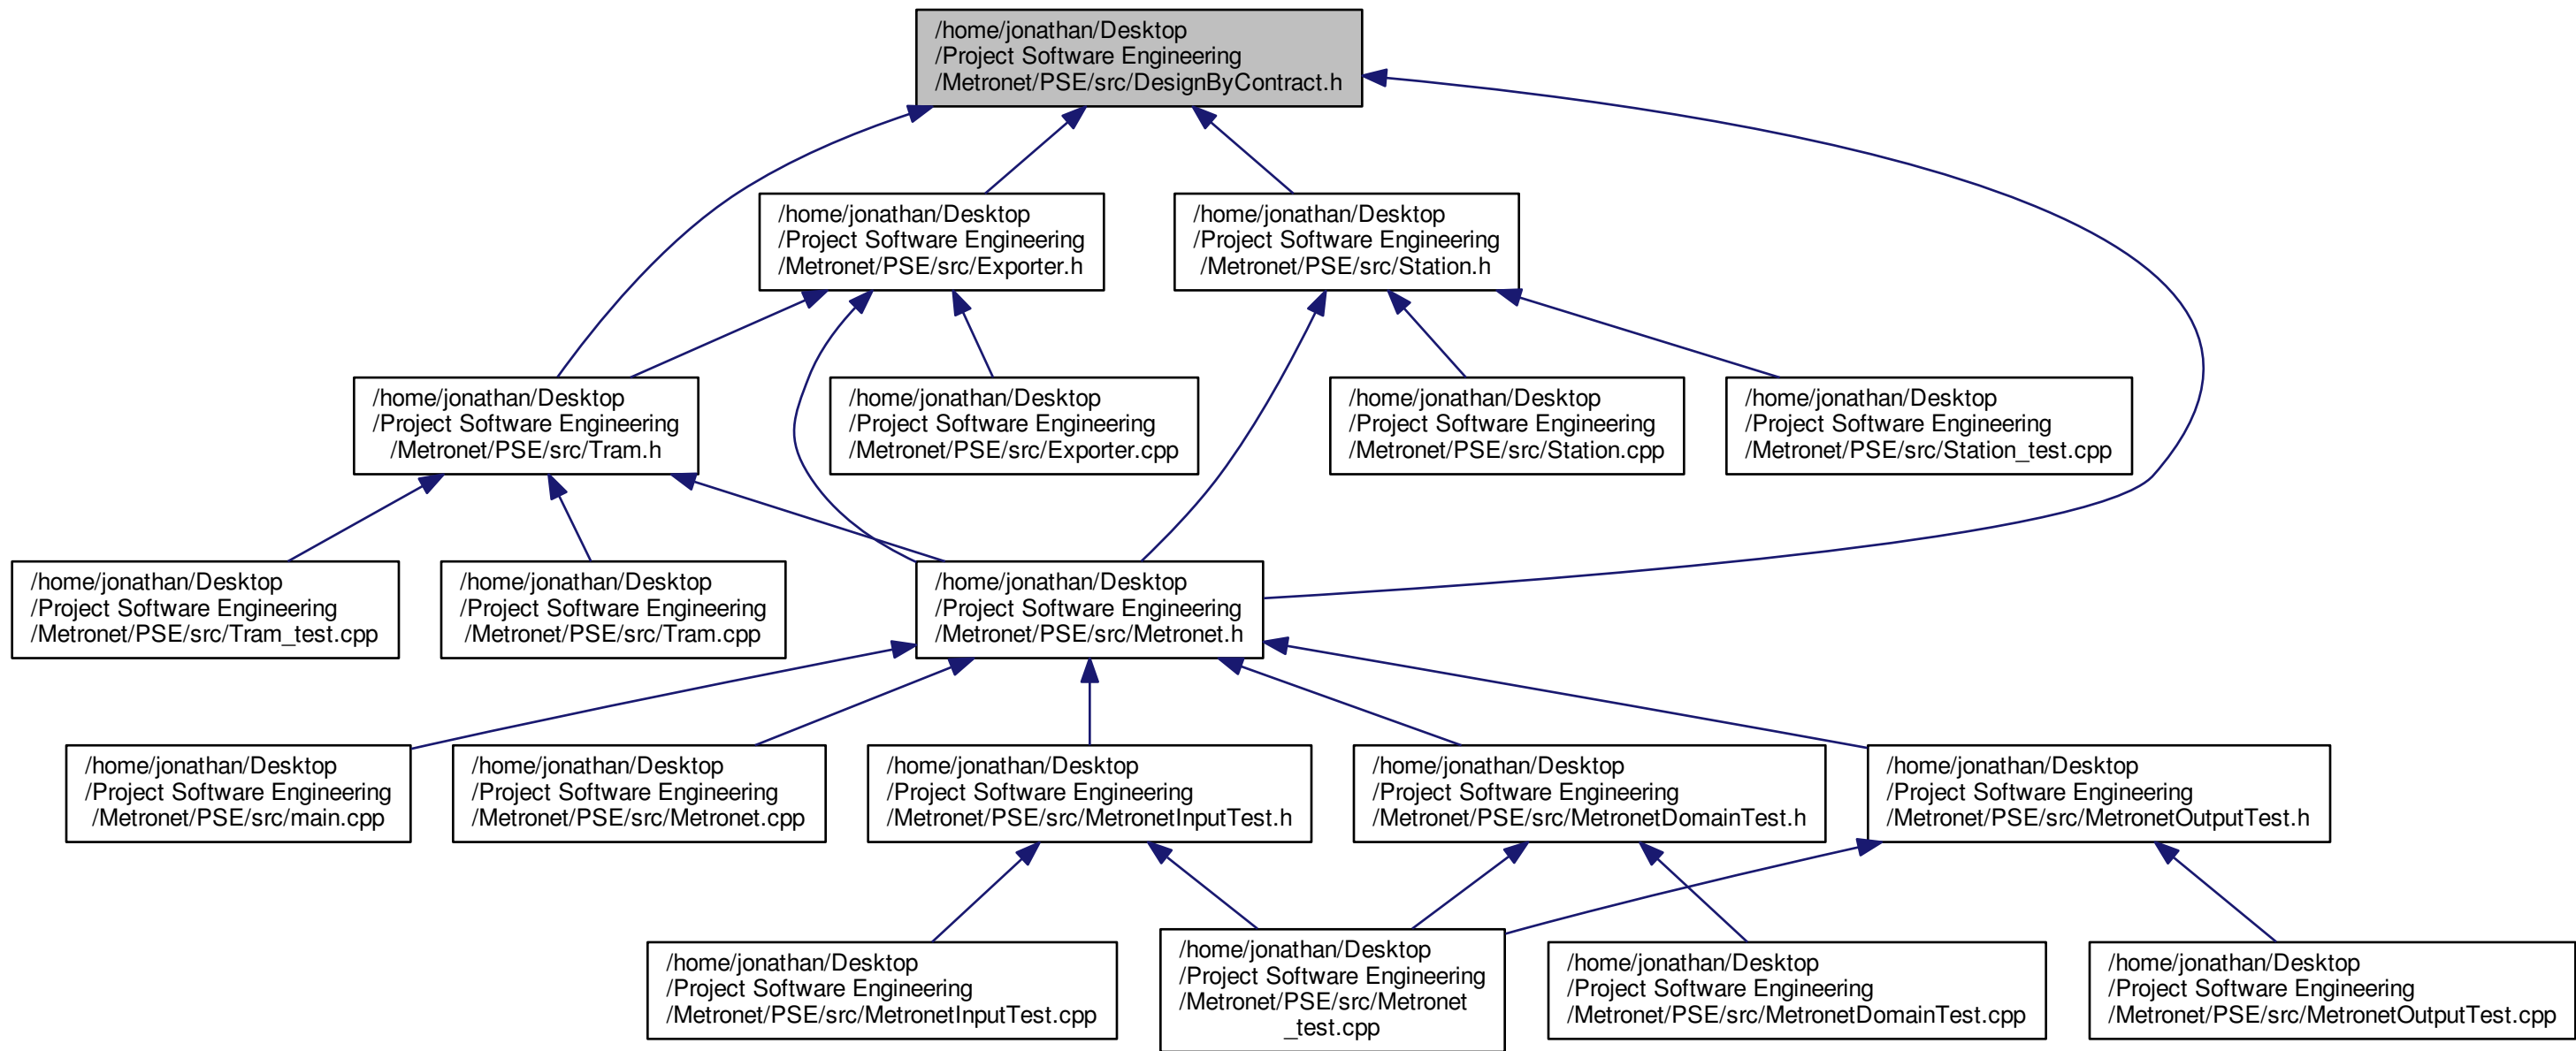 /home/jonathan/Desktop
/Project Software Engineering
/Metronet/PSE/src/DesignByContract.h
/home/jonathan/Desktop
/Project Software Engineering
/Metronet/PSE/src/Exporter.h
/home/jonathan/Desktop
/Project Software Engineering
/Metronet/PSE/src/Station.h
/home/jonathan/Desktop
/Project Software Engineering
/Metronet/PSE/src/Tram.h
/home/jonathan/Desktop
/Project Software Engineering
/Metronet/PSE/src/Exporter.cpp
/home/jonathan/Desktop
/Project Software Engineering
/Metronet/PSE/src/Station.cpp
/home/jonathan/Desktop
/Project Software Engineering
/Metronet/PSE/src/Station_test.cpp
/home/jonathan/Desktop
/Project Software Engineering
/Metronet/PSE/src/Tram_test.cpp
/home/jonathan/Desktop
/Project Software Engineering
/Metronet/PSE/src/Tram.cpp
/home/jonathan/Desktop
/Project Software Engineering
/Metronet/PSE/src/Metronet.h
/home/jonathan/Desktop
/Project Software Engineering
/Metronet/PSE/src/main.cpp
/home/jonathan/Desktop
/Project Software Engineering
/Metronet/PSE/src/Metronet.cpp
/home/jonathan/Desktop
/Project Software Engineering
/Metronet/PSE/src/MetronetInputTest.h
/home/jonathan/Desktop
/Project Software Engineering
/Metronet/PSE/src/MetronetDomainTest.h
/home/jonathan/Desktop
/Project Software Engineering
/Metronet/PSE/src/MetronetOutputTest.h
/home/jonathan/Desktop
/Project Software Engineering
/Metronet/PSE/src/MetronetInputTest.cpp
/home/jonathan/Desktop
/Project Software Engineering
/Metronet/PSE/src/Metronet
_test.cpp
/home/jonathan/Desktop
/Project Software Engineering
/Metronet/PSE/src/MetronetDomainTest.cpp
/home/jonathan/Desktop
/Project Software Engineering
/Metronet/PSE/src/MetronetOutputTest.cpp